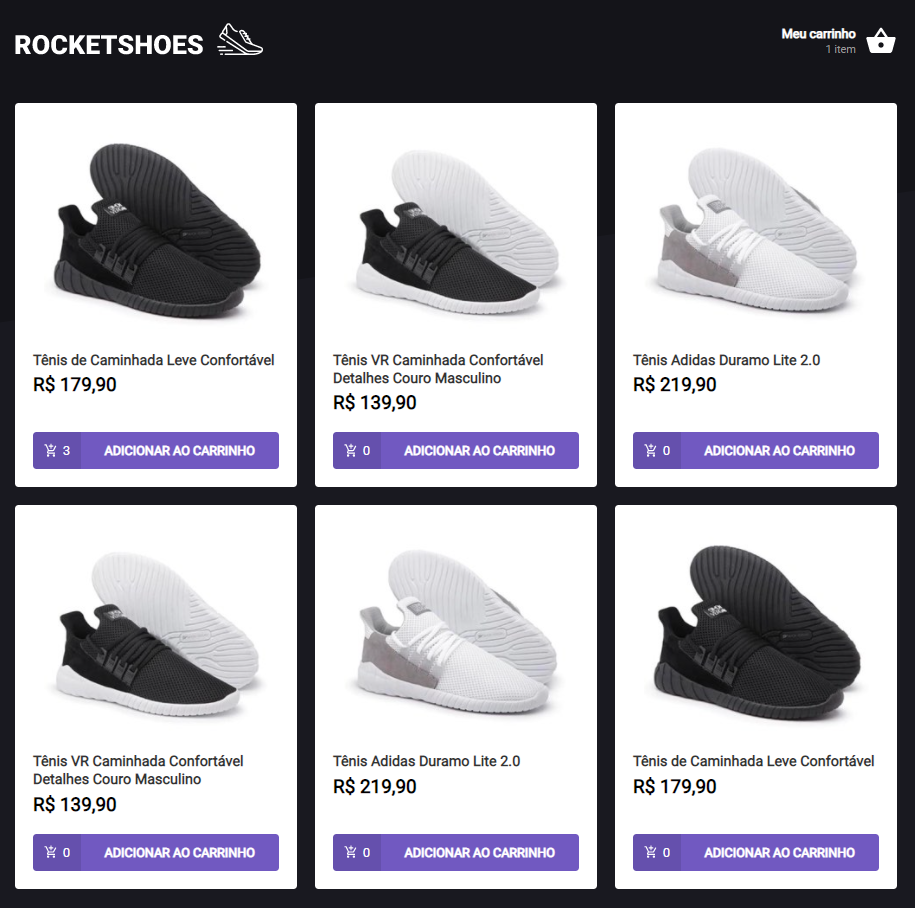 ROCKETSHOES
Meu carrinho
1 item
Tênis de Caminhada Leve Confortável
R$ 179,90
3 ADICIONAR AO CARRINHO
Tênis VR Caminhada Confortável
Detalhes Couro Masculino
R$ 139,90
0 ADICIONAR AO CARRINHO
Tênis Adidas Duramo Lite 2.0
R$ 219,90
0 ADICIONAR AO CARRINHO
Tênis VR Caminhada Confortável
Detalhes Couro Masculino
R$ 139,90
0 ADICIONAR AO CARRINHO
Tênis Adidas Duramo Lite 2.0
R$ 219,90
0 ADICIONAR AO CARRINHO
Tênis de Caminhada Leve Confortável
R$ 179,90
0 ADICIONAR AO CARRINHO